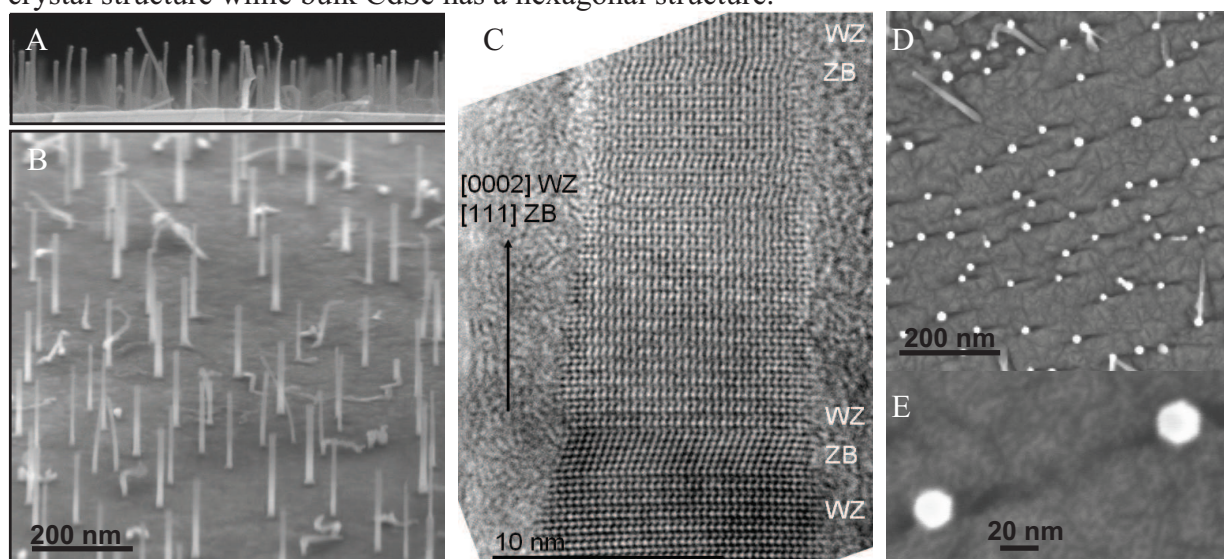 crystal structure while bulk CdSe has a hexagonal structure.
A
B
200 nm
C
WZ
ZB
[0002] WZ
[111] ZB
WZ
ZB
WZ
10 nm
D
200 nm
E
20 nm